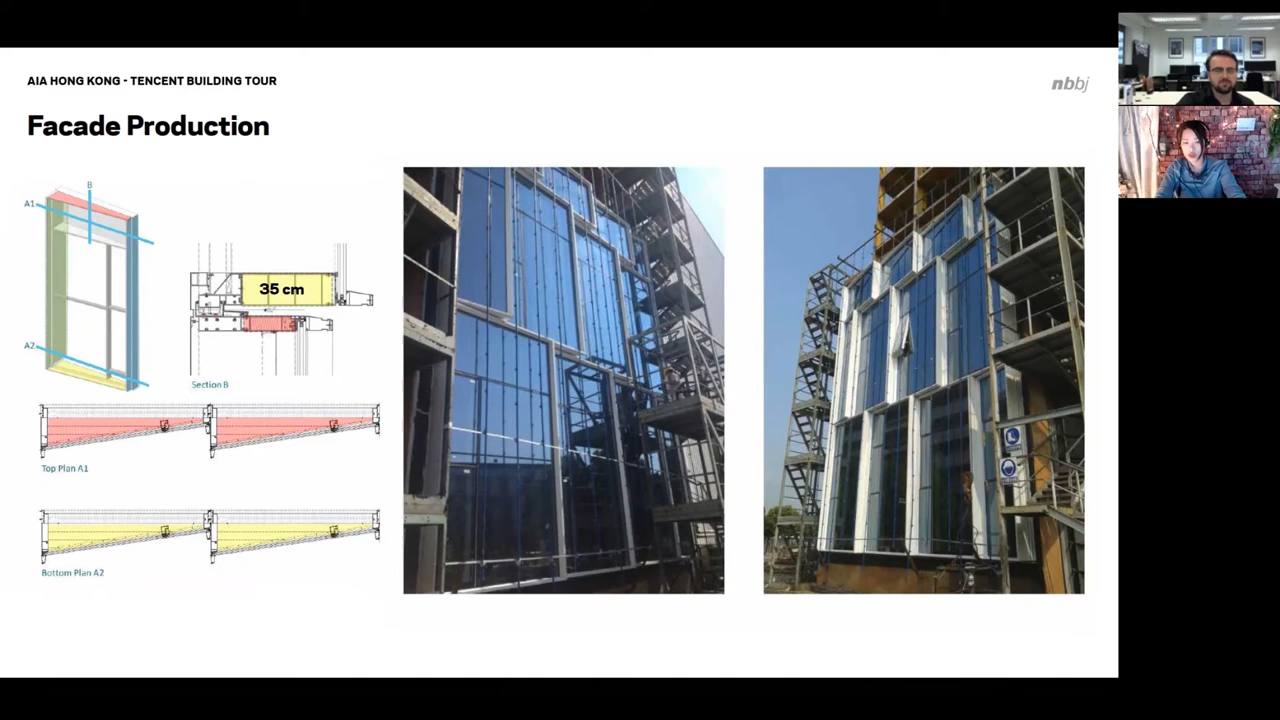 AIA HONG KONG - TENCENT BUILDING TOUR
nbbj
Facade Production
B
A1
35 cm
A2
Section B
Top Plan A1
Bottom Plan A2